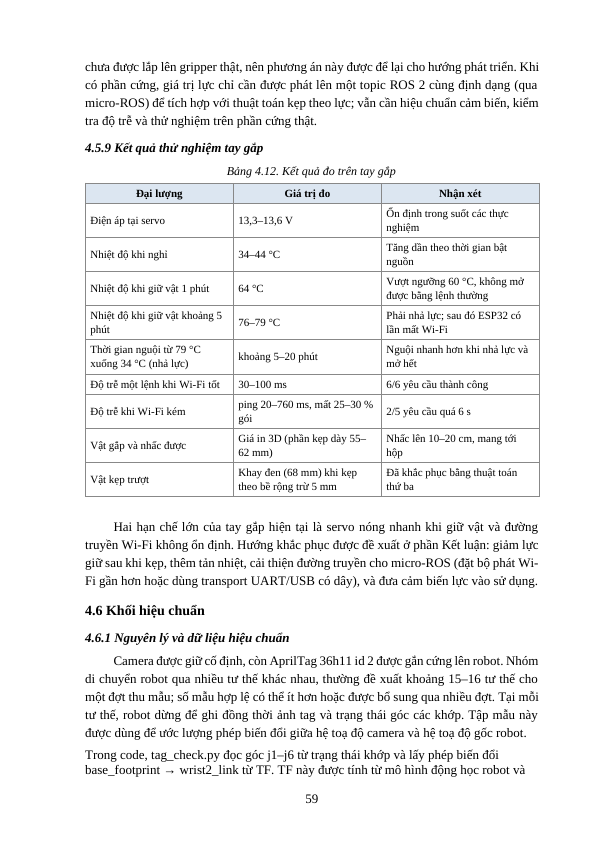 chưa được lắp lên gripper thật, nên phương án này được để lại cho hướng phát triển. Khi
có phần cứng, giá trị lực chỉ cần được phát lên một topic ROS 2 cùng định dạng (qua
micro-ROS) để tích hợp với thuật toán kẹp theo lực; vẫn cần hiệu chuẩn cảm biến, kiểm
tra độ trễ và thử nghiệm trên phần cứng thật.
4.5.9 Kết quả thử nghiệm tay gắp
Bảng 4.12. Kết quả đo trên tay gắp
Đại lượng Giá trị đo Nhận xét
Điện áp tại servo 13,3–13,6 V Ổn định trong suốt các thực
nghiệm
Nhiệt độ khi nghỉ 34–44 °C Tăng dần theo thời gian bật
nguồn
Nhiệt độ khi giữ vật 1 phút 64 °C Vượt ngưỡng 60 °C, không mở
được bằng lệnh thường
Nhiệt độ khi giữ vật khoảng 5
phút 76–79 °C Phải nhả lực; sau đó ESP32 có
lần mất Wi-Fi
Thời gian nguội từ 79 °C
xuống 34 °C (nhả lực) khoảng 5–20 phút Nguội nhanh hơn khi nhả lực và
mở hết
Độ trễ một lệnh khi Wi-Fi tốt 30–100 ms 6/6 yêu cầu thành công
Độ trễ khi Wi-Fi kém ping 20–760 ms, mất 25–30 %
gói 2/5 yêu cầu quá 6 s
Vật gắp và nhấc được Giá in 3D (phần kẹp dày 55–
62 mm) Nhấc lên 10–20 cm, mang tới
hộp
Vật kẹp trượt Khay đen (68 mm) khi kẹp
theo bề rộng trừ 5 mm Đã khắc phục bằng thuật toán
thứ ba
Hai hạn chế lớn của tay gắp hiện tại là servo nóng nhanh khi giữ vật và đường
truyền Wi-Fi không ổn định. Hướng khắc phục được đề xuất ở phần Kết luận: giảm lực
giữ sau khi kẹp, thêm tản nhiệt, cải thiện đường truyền cho micro-ROS (đặt bộ phát Wi-
Fi gần hơn hoặc dùng transport UART/USB có dây), và đưa cảm biến lực vào sử dụng.
4.6 Khối hiệu chuẩn
4.6.1 Nguyên lý và dữ liệu hiệu chuẩn
Camera được giữ cố định, còn AprilTag 36h11 id 2 được gắn cứng lên robot. Nhóm
di chuyển robot qua nhiều tư thế khác nhau, thường đề xuất khoảng 15–16 tư thế cho
một đợt thu mẫu; số mẫu hợp lệ có thể ít hơn hoặc được bổ sung qua nhiều đợt. Tại mỗi
tư thế, robot dừng để ghi đồng thời ảnh tag và trạng thái góc các khớp. Tập mẫu này
được dùng để ước lượng phép biến đổi giữa hệ toạ độ camera và hệ toạ độ gốc robot.
Trong code, tag_check.py đọc góc j1–j6 từ trạng thái khớp và lấy phép biến đổi
base_footprint → wrist2_link từ TF. TF này được tính từ mô hình động học robot và
59